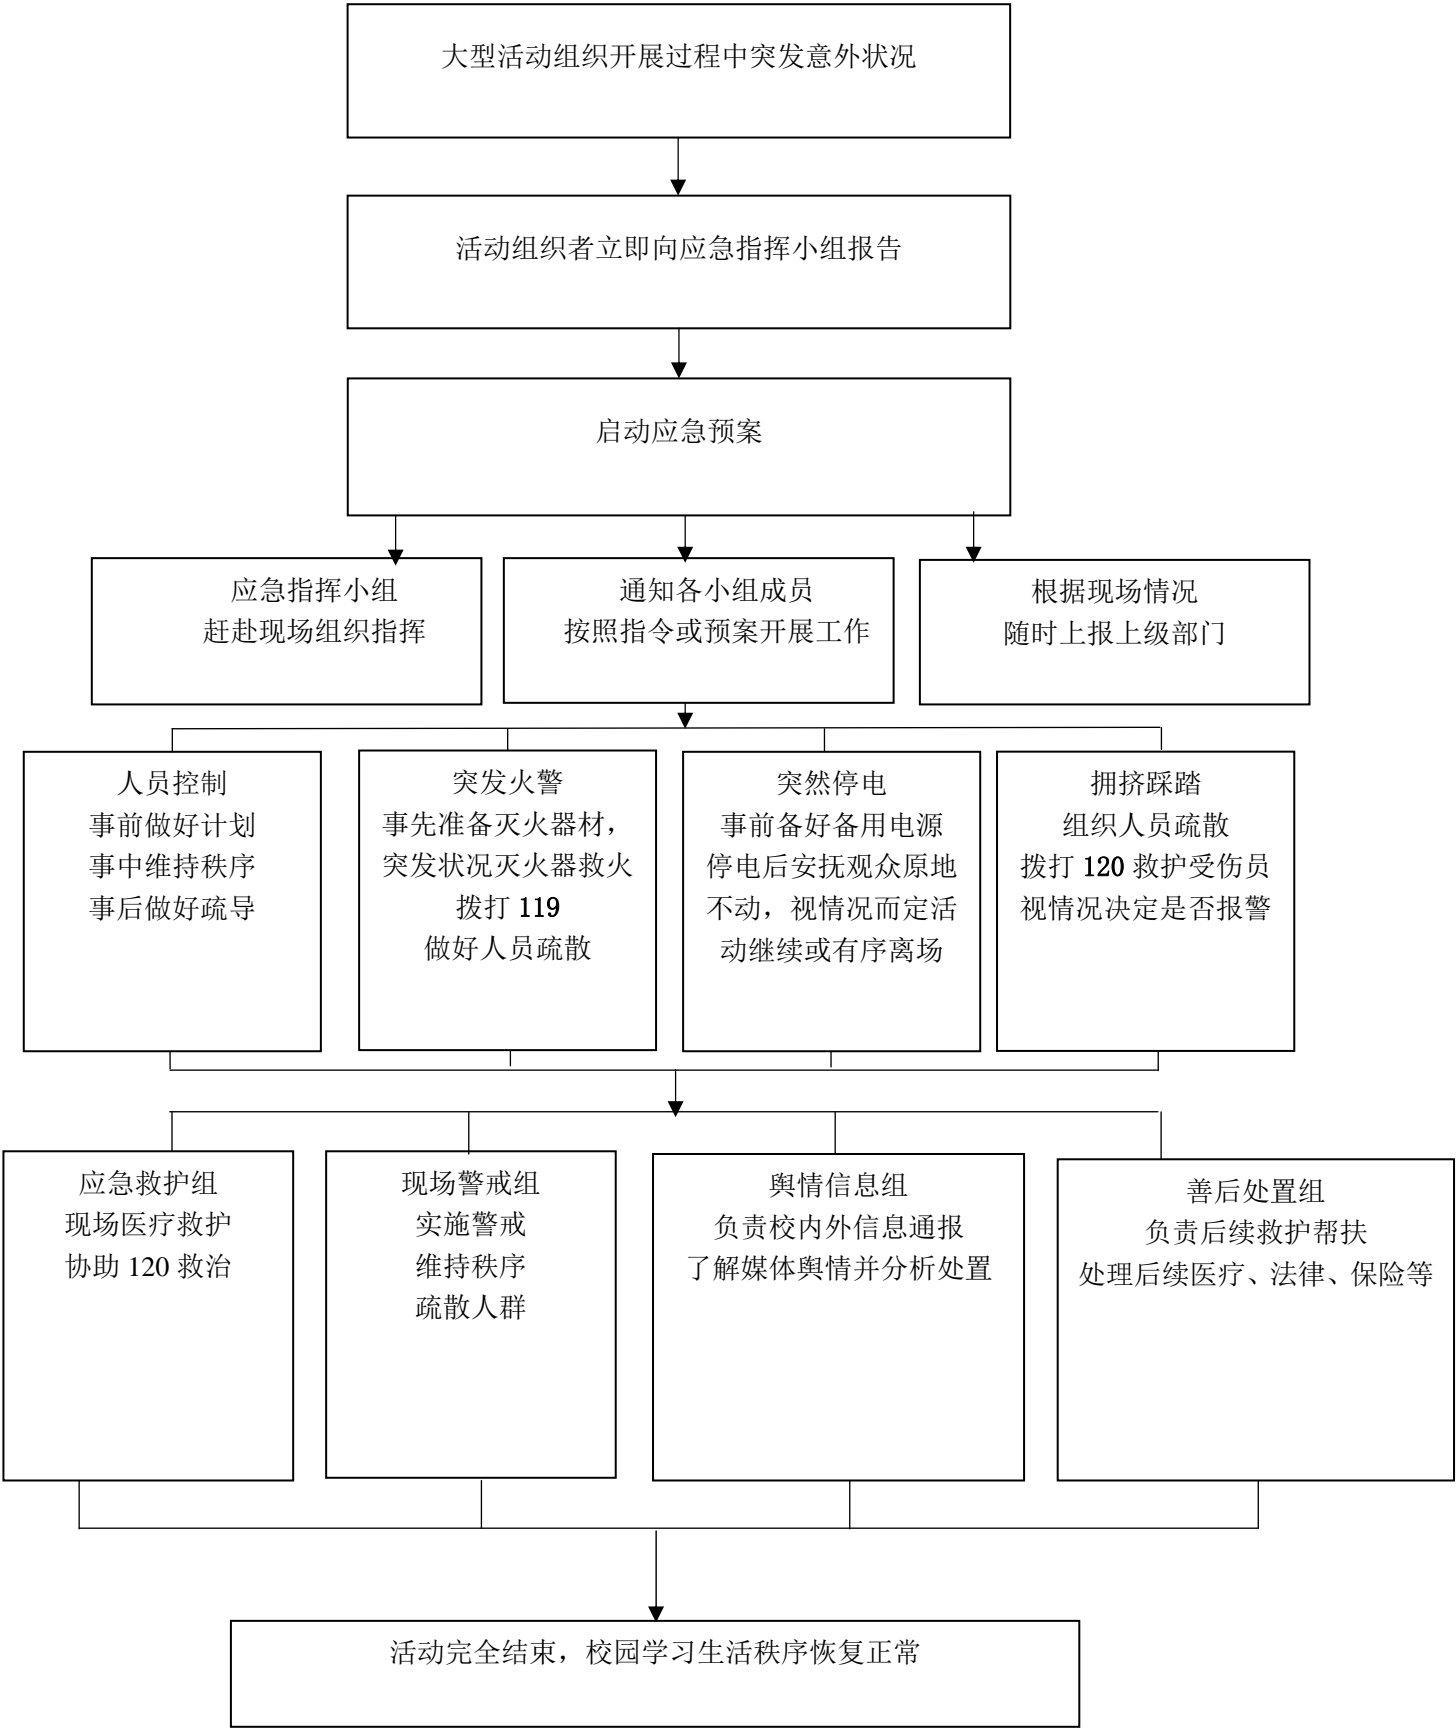 大型活动组织开展过程中突发意外状况
活动组织者立即向应急指挥小组报告
启动应急预案
应急指挥小组
赶赴现场组织指挥
通知各小组成员
按照指令或预案开展工作
根据现场情况
随时上报上级部门
人员控制
事前做好计划
事中维持秩序
事后做好疏导
突发火警
事先准备灭火器材，
突发状况灭火器救火
拨打 119
做好人员疏散
突然停电
事前备好备用电源
停电后安抚观众原地
不动，视情况而定活
动继续或有序离场
拥挤踩踏
组织人员疏散
拨打 120 救护受伤员
视情况决定是否报警
应急救护组
现场医疗救护
协助 120 救治
现场警戒组
实施警戒
维持秩序
疏散人群
舆情信息组
负责校内外信息通报
了解媒体舆情并分析处置
善后处置组
负责后续救护帮扶
处理后续医疗、法律、保险等
活动完全结束，校园学习生活秩序恢复正常